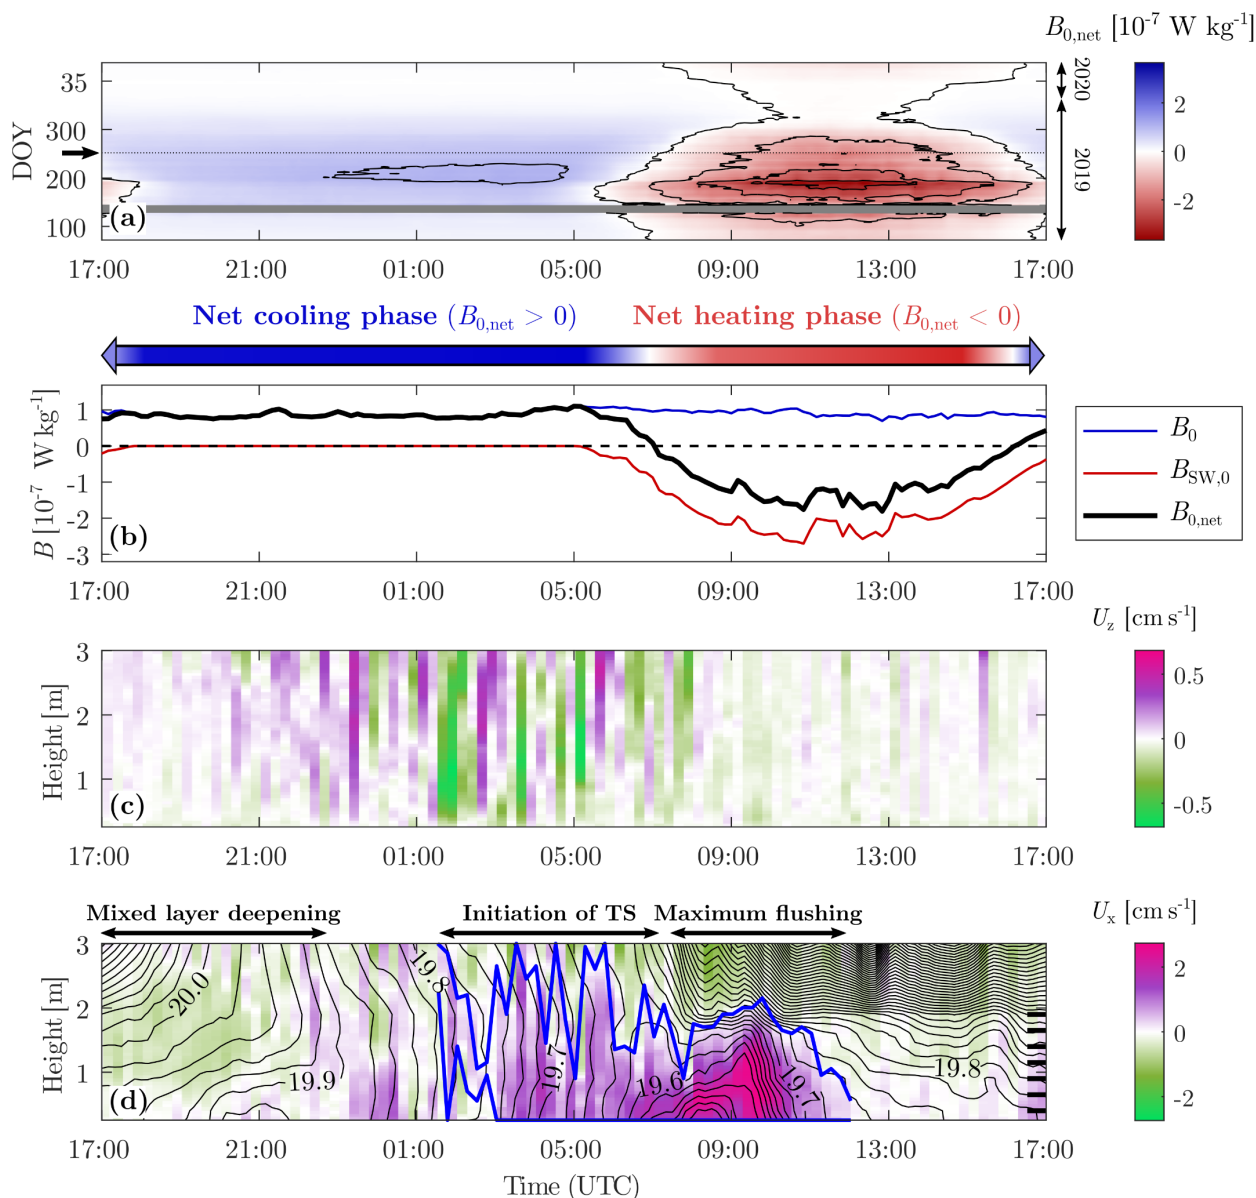 B0,net [10-7 W kg-1]
35
300
200
100
DOY
(a)
2020
2019
2
0
-2
17:00 21:00 01:00 05:00 09:00 13:00 17:00
Net cooling phase (B0,net > 0) Net heating phase (B0,net < 0)
1
0
-1
-2
-3
B [10-7 W kg-1]
(b)
B0
BSW,0
B0,net
17:00 21:00 01:00 05:00 09:00 13:00 17:00
Uz [cm s-1]
3
2
1
Height [m]
(c)
0.5
0
-0.5
17:00 21:00 01:00 05:00 09:00 13:00 17:00
Mixed layer deepening Initiation of TS Maximum flushing
Ux [cm s-1]
3
2
1
Height [m]
(d)
20.0
19.9
19.8
19.7
19.6
19.7
19.8
2
0
-2
17:00 21:00 01:00 05:00 09:00 13:00 17:00
Time (UTC)